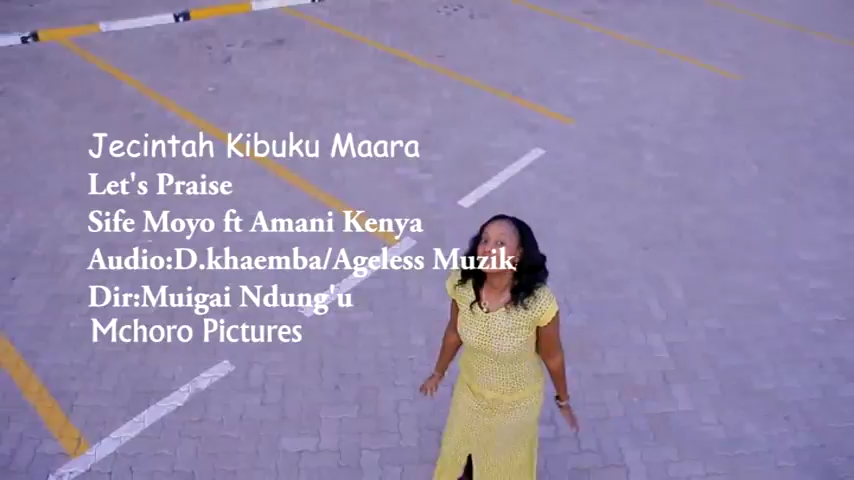 Jecintah Kibuku Maara
Let's Praise
Sife Moyo ft Amani Kenya
Audio:D.khaemba/Ageless Muzik
Dir:Muigai Ndung'u
Mchoro Pictures